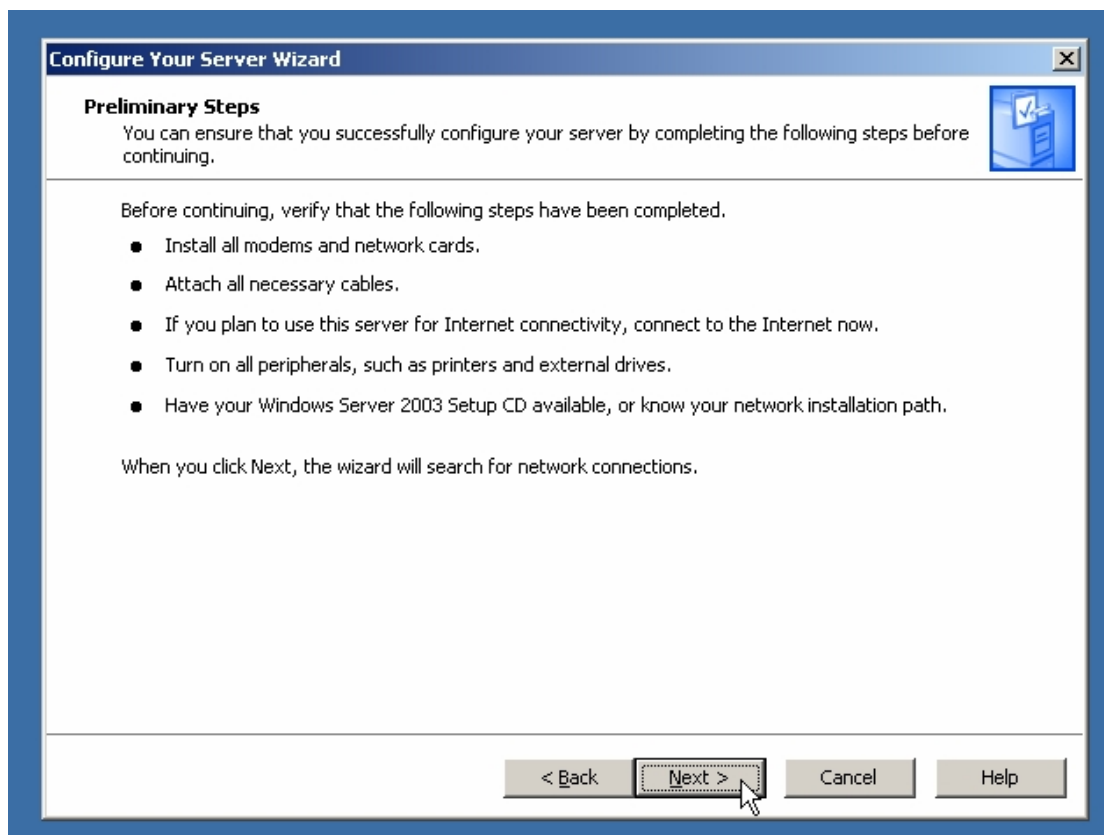 Configure Your Server Wizard
Preliminary Steps
You can ensure that you successfully configure your server by completing the following steps before
continuing.
Before continuing, verify that the following steps have been completed.
● Install all modems and network cards.
● Attach all necessary cables.
● If you plan to use this server for Internet connectivity, connect to the Internet now.
● Turn on all peripherals, such as printers and external drives.
● Have your Windows Server 2003 Setup CD available, or know your network installation path.
When you click Next, the wizard will search for network connections.
< Back Next > Cancel Help